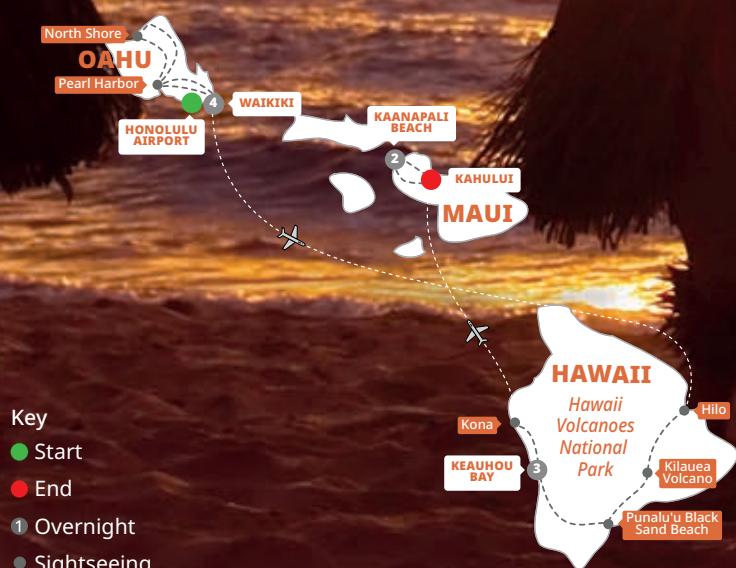 North Shore
OAHU
Pearl Harbor
4
WAIKIKI
HONOLULU
AIRPORT
KAANAPALI
BEACH
2
KAHULUI
MAUI
HAWAII
Hawaii
Volcanoes
National
Park
Hilo
Kona
KEAUHOU
BAY
3
Kilauea
Volcano
Punalu'u Black
Sand Beach
Key
Start
End
1 Overnight
Sightseeing